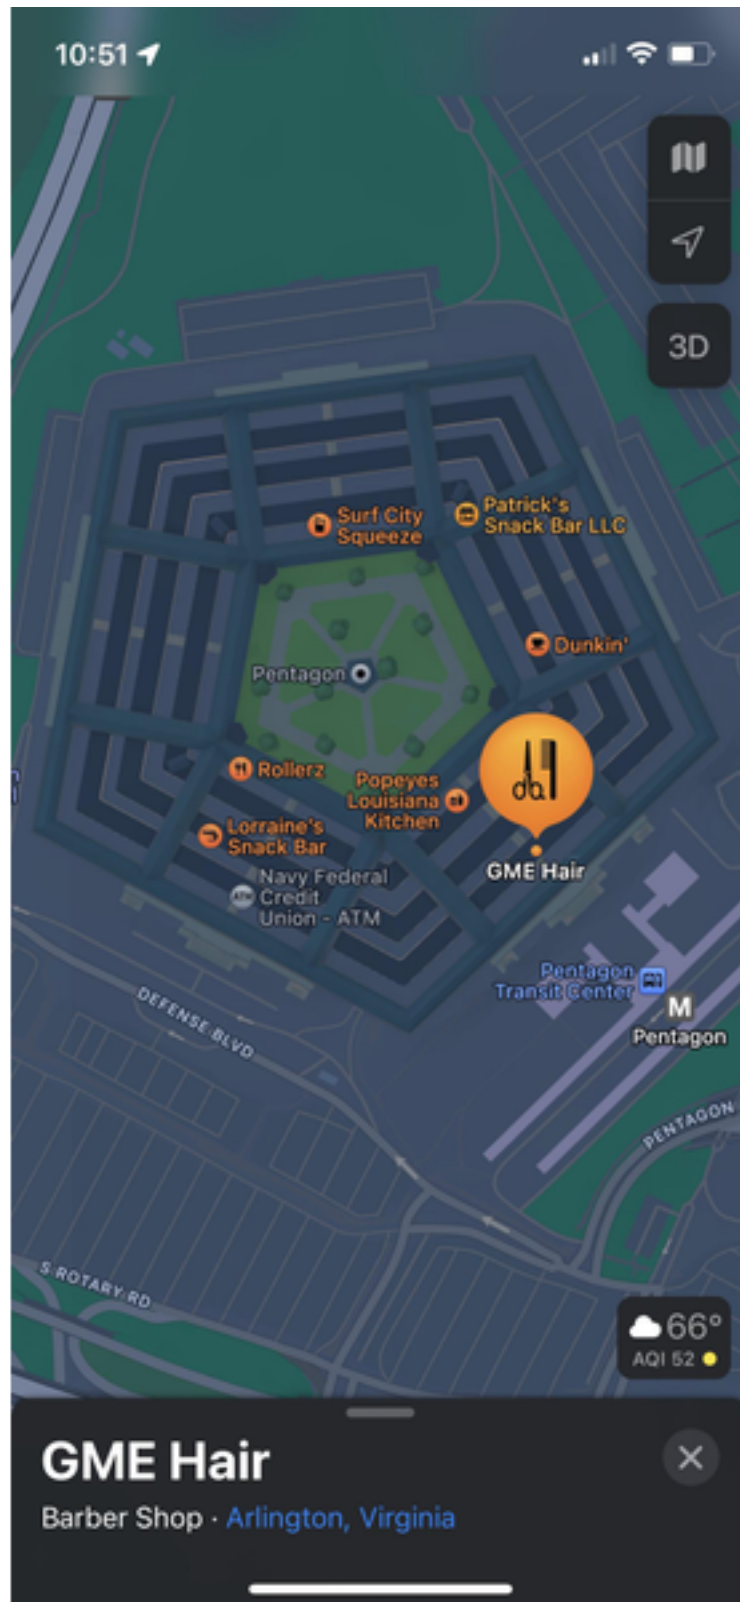 10:51
3D
Surf City
Squeeze
Patrick's
Snack Bar LLC
Dunkin'
Pentagon
Rollerz
Popeyes
Louisiana
Kitchen
Lorraine's
Snack Bar
GME Hair
Navy Federal
Credit
Union - ATM
ATM
Pentagon
Transit Center
M
Pentagon
DEFENSE BLVD
PENTAGON
S ROTARY RD
66°
AQI 52
GME Hair
Barber Shop · Arlington, Virginia